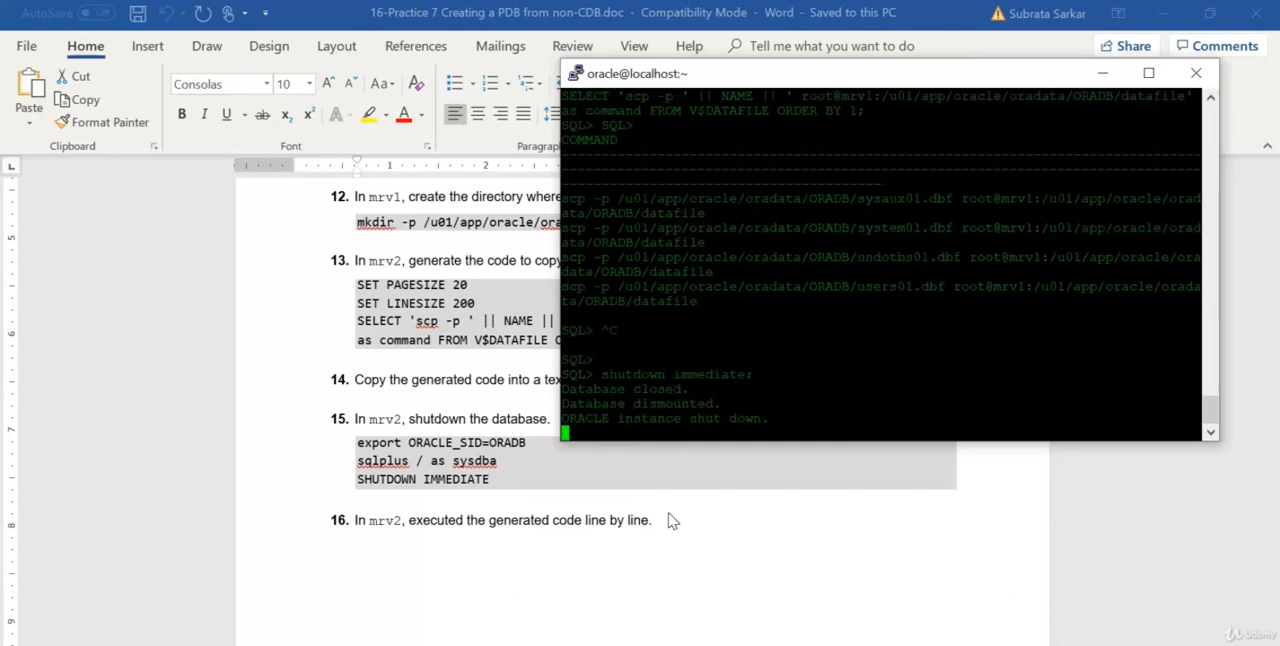 AutoSave Off
16-Practice 7 Creating a PDB from non-CDB.doc - Compatibility Mode - Word - Saved to this PC
Subrata Sarkar
File Home Insert Draw Design Layout References Mailings Review View Help Tell me what you want to do Share Comments
Paste
Cut
Copy
Format Painter
Clipboard
Consolas 10
Font
Paragraph
12. In mrv1, create the directory where
mkdir -p /u01/app/oracle/ora
13. In mrv2, generate the code to copy
SET PAGESIZE 20
SET LINESIZE 200
SELECT 'scp -p ' || NAME ||
as command FROM V$DATAFILE O
14. Copy the generated code into a tex
15. In mrv2, shutdown the database.
export ORACLE_SID=ORADB
sqlplus / as sysdba
SHUTDOWN IMMEDIATE
16. In mrv2, executed the generated code line by line.
oracle@localhost:~
SELECT 'scp -p ' || NAME || ' root@mrv1:/u01/app/oracle/oradata/ORADB/datafile'
as command FROM V$DATAFILE ORDER BY 1;
SQL> SQL>
COMMAND
--------------------------------------------------------------------------------
--------------------------------------------------------------------------------
----------------------------------------
scp -p /u01/app/oracle/oradata/ORADB/sysaux01.dbf root@mrv1:/u01/app/oracle/orad
ata/ORADB/datafile
scp -p /u01/app/oracle/oradata/ORADB/system01.dbf root@mrv1:/u01/app/oracle/orad
ata/ORADB/datafile
scp -p /u01/app/oracle/oradata/ORADB/undotbs01.dbf root@mrv1:/u01/app/oracle/ora
data/ORADB/datafile
scp -p /u01/app/oracle/oradata/ORADB/users01.dbf root@mrv1:/u01/app/oracle/orada
ta/ORADB/datafile
SQL> ^C
SQL>
SQL> shutdown immediate;
Database closed.
Database dismounted.
ORACLE instance shut down.
Udemy